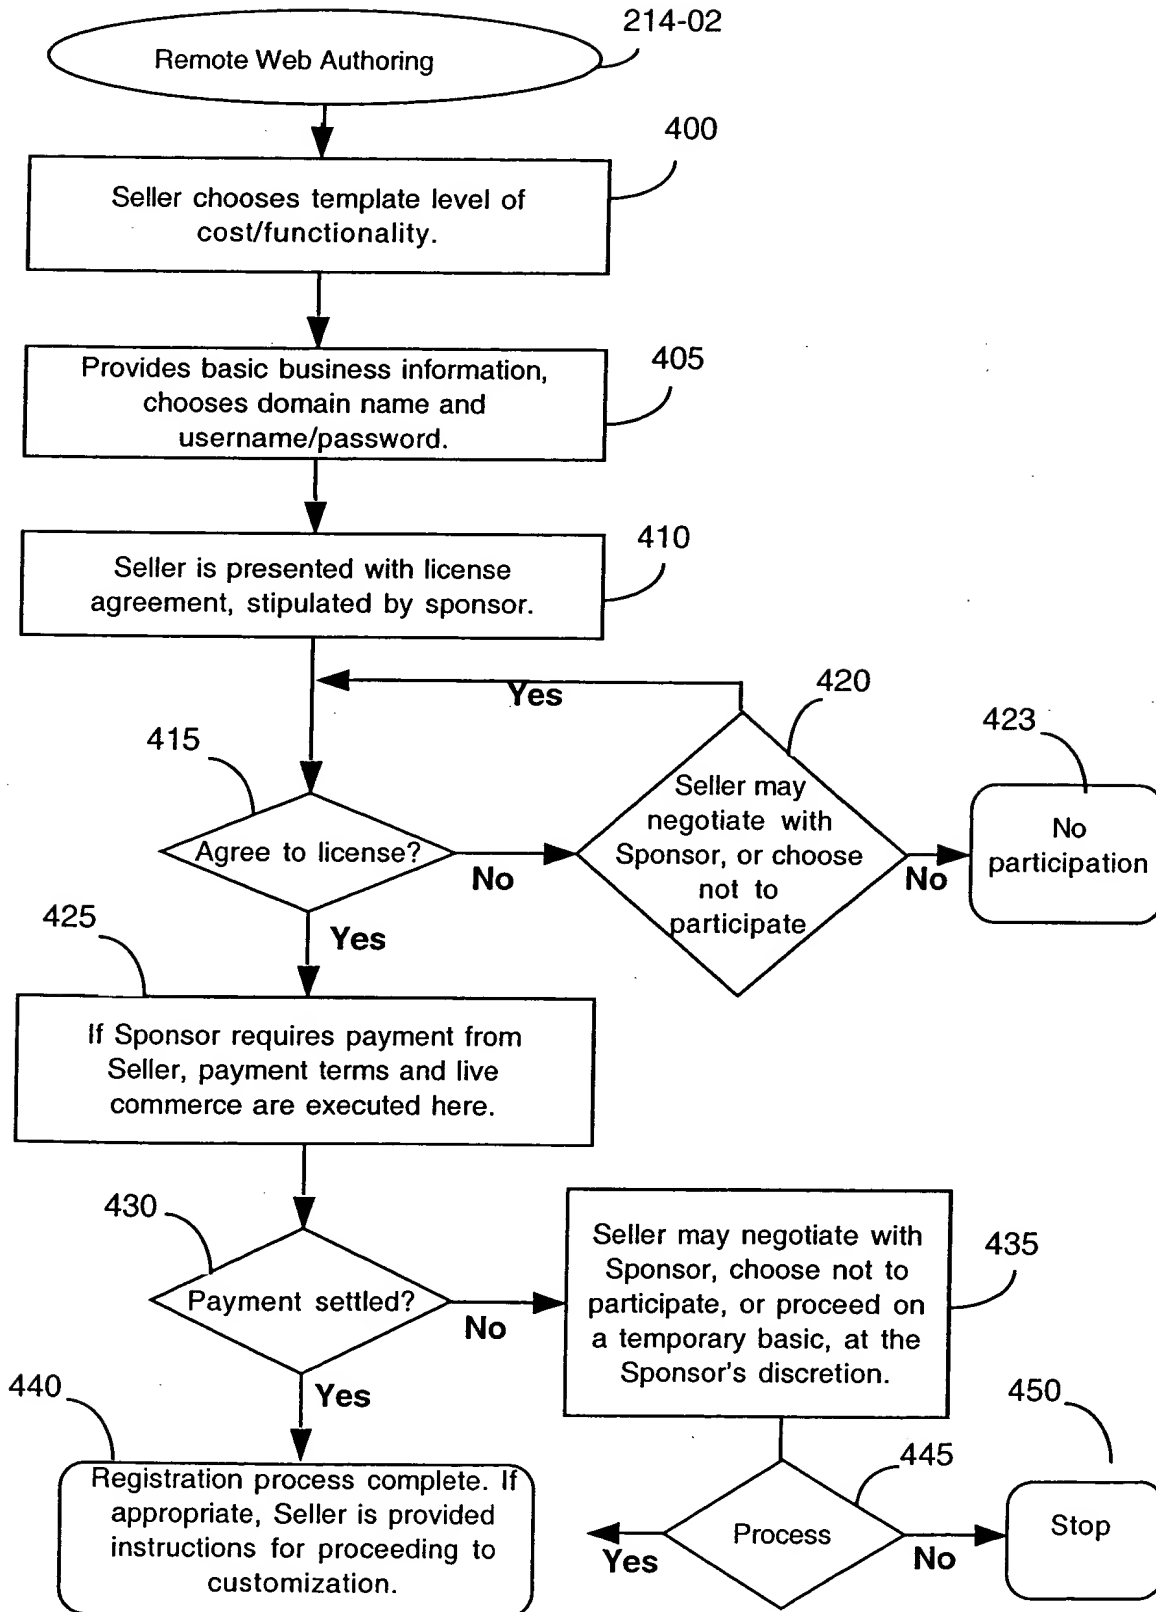 214-02
Remote Web Authoring
400
Seller chooses template level of
cost/functionality.
405
Provides basic business information,
chooses domain name and
username/password.
410
Seller is presented with license
agreement, stipulated by sponsor.
Yes
420
423
415
Agree to license?
No
Seller may
negotiate with
Sponsor, or choose
not to
participate
No
No
participation
425
Yes
If Sponsor requires payment from
Seller, payment terms and live
commerce are executed here.
430
Payment settled?
No
Seller may negotiate with
Sponsor, choose not to
participate, or proceed on
a temporary basic, at the
Sponsor's discretion.
435
440
Yes
450
445
Registration process complete. If
appropriate, Seller is provided
instructions for proceeding to
customization.
Yes
Process
No
Stop